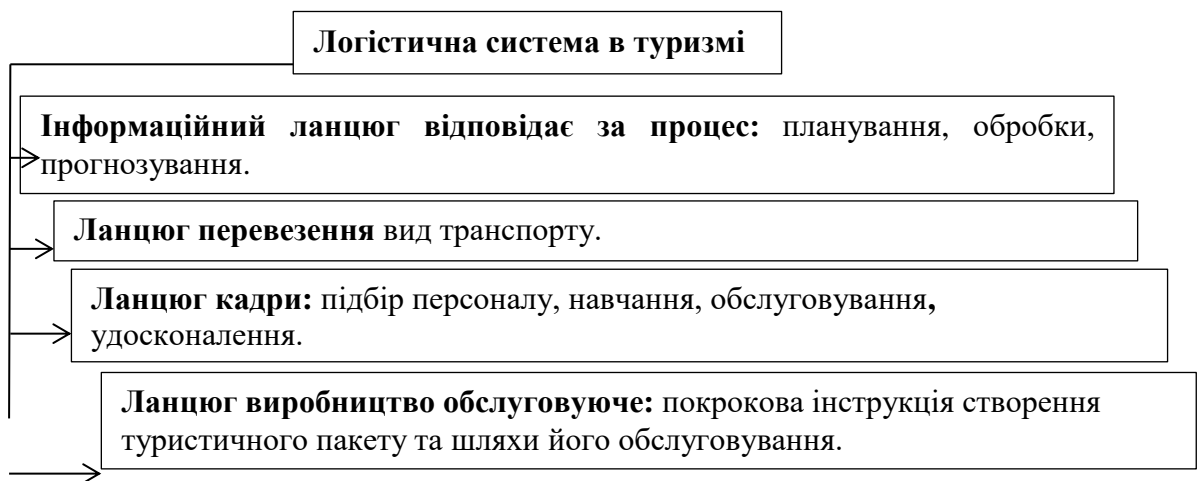 Логістична система в туризмі
Інформаційний ланцюг відповідає за процес: планування, обробки,
прогнозування.
Ланцюг перевезення вид транспорту.
Ланцюг кадри: підбір персоналу, навчання, обслуговування,
удосконалення.
Ланцюг виробництво обслуговуюче: покрокова інструкція створення
туристичного пакету та шляхи його обслуговування.